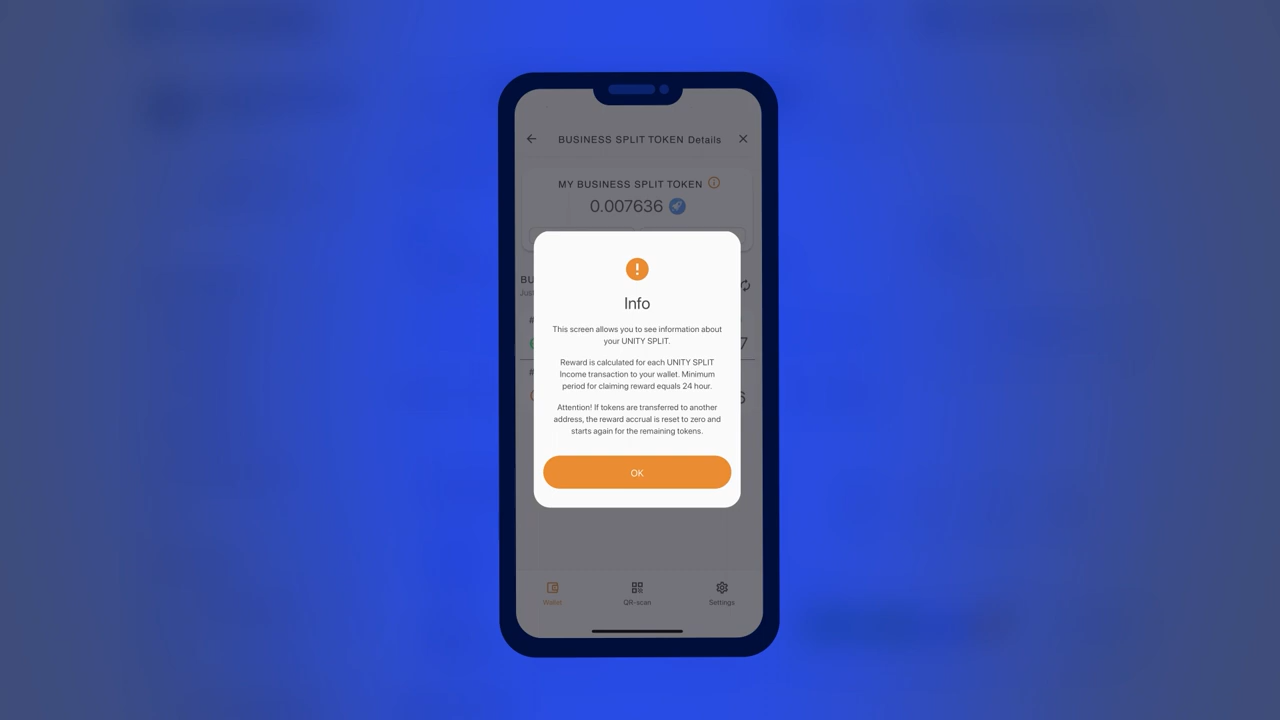 BUSINESS SPLIT TOKEN Details
MY BUSINESS SPLIT TOKEN
0.007636
Info
This screen allows you to see information about
your UNITY SPLIT.
Reward is calculated for each UNITY SPLIT
Income transaction to your wallet. Minimum
period for claiming reward equals 24 hour.
Attention! If tokens are transferred to another
address, the reward accrual is reset to zero and
starts again for the remaining tokens.
OK
Wallet
QR-scan
Settings